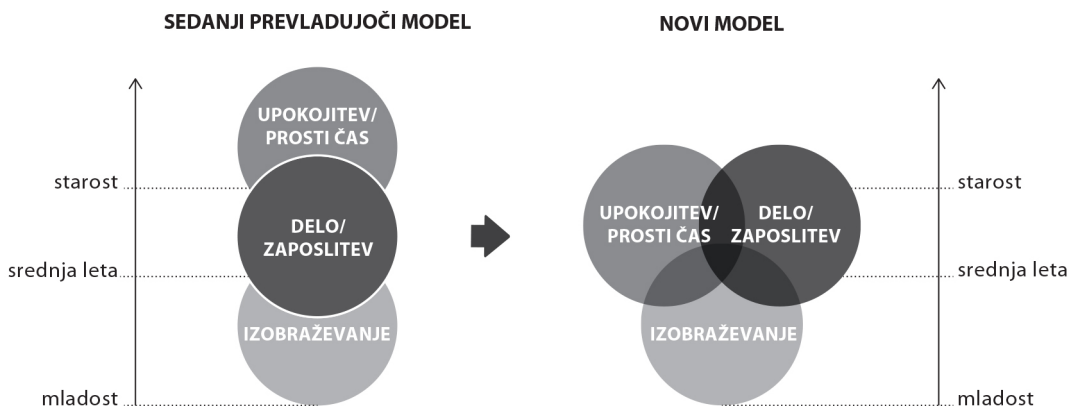 SEDANJI PREVLADUJOČI MODEL
UPOKOJITEV/
PROSTI ČAS
starost
DELO/
ZAPOSLITEV
srednja leta
IZOBRAŽEVANJE
mladost
NOVI MODEL
starost
UPOKOJITEV/
PROSTI ČAS
DELO/
ZAPOSLITEV
srednja leta
IZOBRAŽEVANJE
mladost